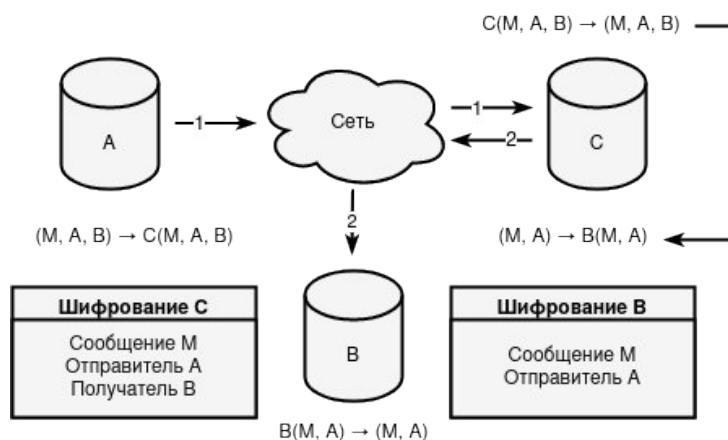 C(M, A, B) → (M, A, B)
A
1
Сеть
1
2
C
2
(M, A, B) → C(M, A, B)
(M, A) → B(M, A)
Шифрование C
Сообщение M
Отправитель A
Получатель B
B
Шифрование B
Сообщение M
Отправитель A
B(M, A) → (M, A)